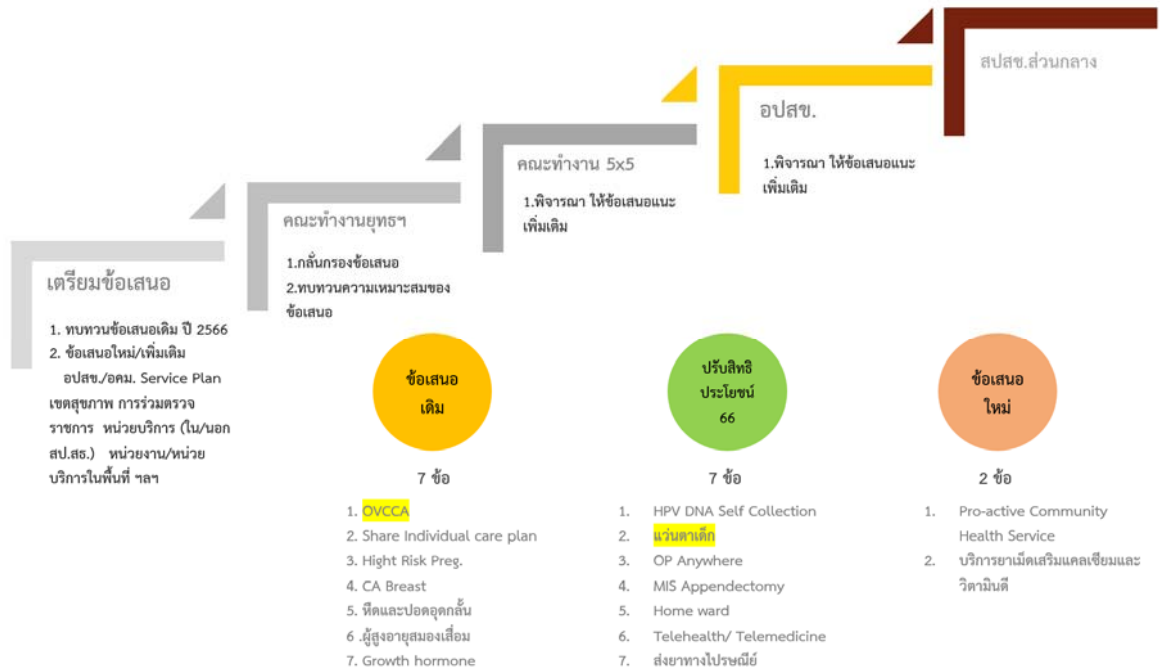 สปสช.ส่วนกลาง
อปสข.
1.พิจารณา ให้ข้อเสนอแนะ
เพิ่มเติม
คณะทำงาน 5x5
1.พิจารณา ให้ข้อเสนอแนะ
เพิ่มเติม
คณะทำงานยุทธฯ
1.กลั่นกรองข้อเสนอ
2.ทบทวนความเหมาะสมของ
ข้อเสนอ
เตรียมข้อเสนอ
1. ทบทวนข้อเสนอเดิม ปี 2566
2. ข้อเสนอใหม่/เพิ่มเติม
อปสข./อคม. Service Plan
เขตสุขภาพ การร่วมตรวจ
ราชการ หน่วยบริการ (ใน/นอก
สป.สธ.) หน่วยงาน/หน่วย
บริการในพื้นที่ ฯลฯ
ข้อเสนอ
เดิม
7 ข้อ
1. OVCCA
2. Share Individual care plan
3. Hight Risk Preg.
4. CA Breast
5. หืดและปอดอุดกลั้น
6 .ผู้สูงอายุสมองเสื่อม
7. Growth hormone
ปรับสิทธิ
ประโยชน์
66
7 ข้อ
1. HPV DNA Self Collection
2. แว่นตาเด็ก
3. OP Anywhere
4. MIS Appendectomy
5. Home ward
6. Telehealth/ Telemedicine
7. ส่งยาทางไปรษณีย์
ข้อเสนอ
ใหม่
2 ข้อ
1. Pro-active Community
Health Service
2. บริการยาเม็ดเสริมแคลเซียมและ
วิตามินดี